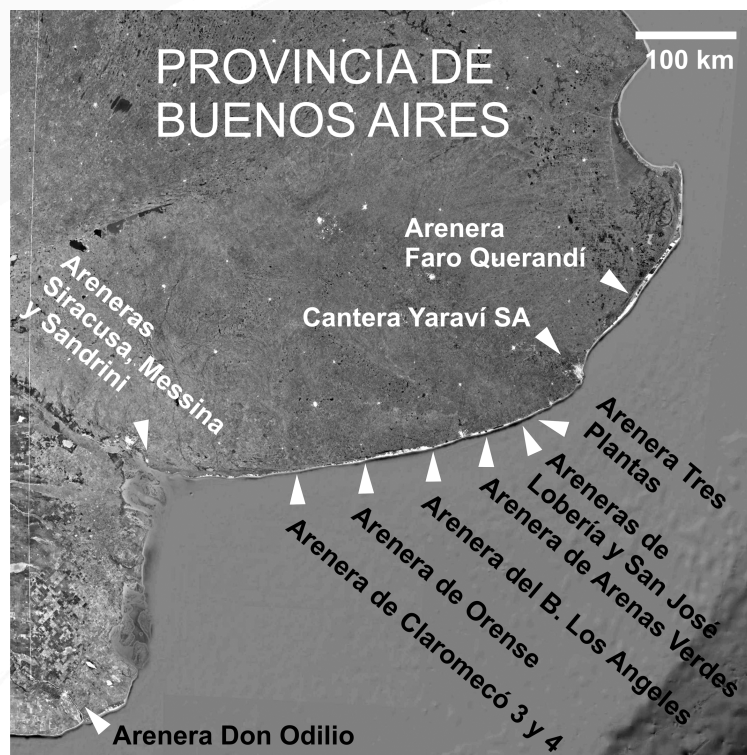 PROVINCIA DE
BUENOS AIRES
100 km
Arenera
Faro Querandí
Cantera Yaraví SA
Areneras
Siracusa, Messina
y Sandrini
Arenera Tres
Plantas
Areneras de
Lobería y San José
Arenera de Arenas Verdes
Arenera del B. Los Angeles
Arenera de Orense
Arenera de Claromecó 3 y 4
Arenera Don Odilio